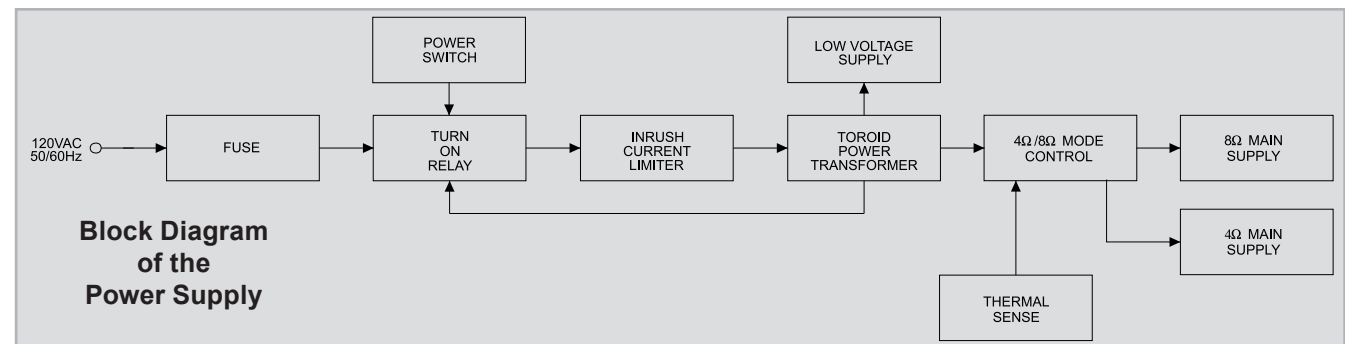 POWER
SWITCH
LOW VOLTAGE
SUPPLY
120VAC
50/60Hz
FUSE
TURN
ON
RELAY
INRUSH
CURRENT
LIMITER
TOROID
POWER
TRANSFORMER
4Ω/8Ω MODE
CONTROL
8Ω MAIN
SUPPLY
4Ω MAIN
SUPPLY
Block Diagram
of the
Power Supply
THERMAL
SENSE